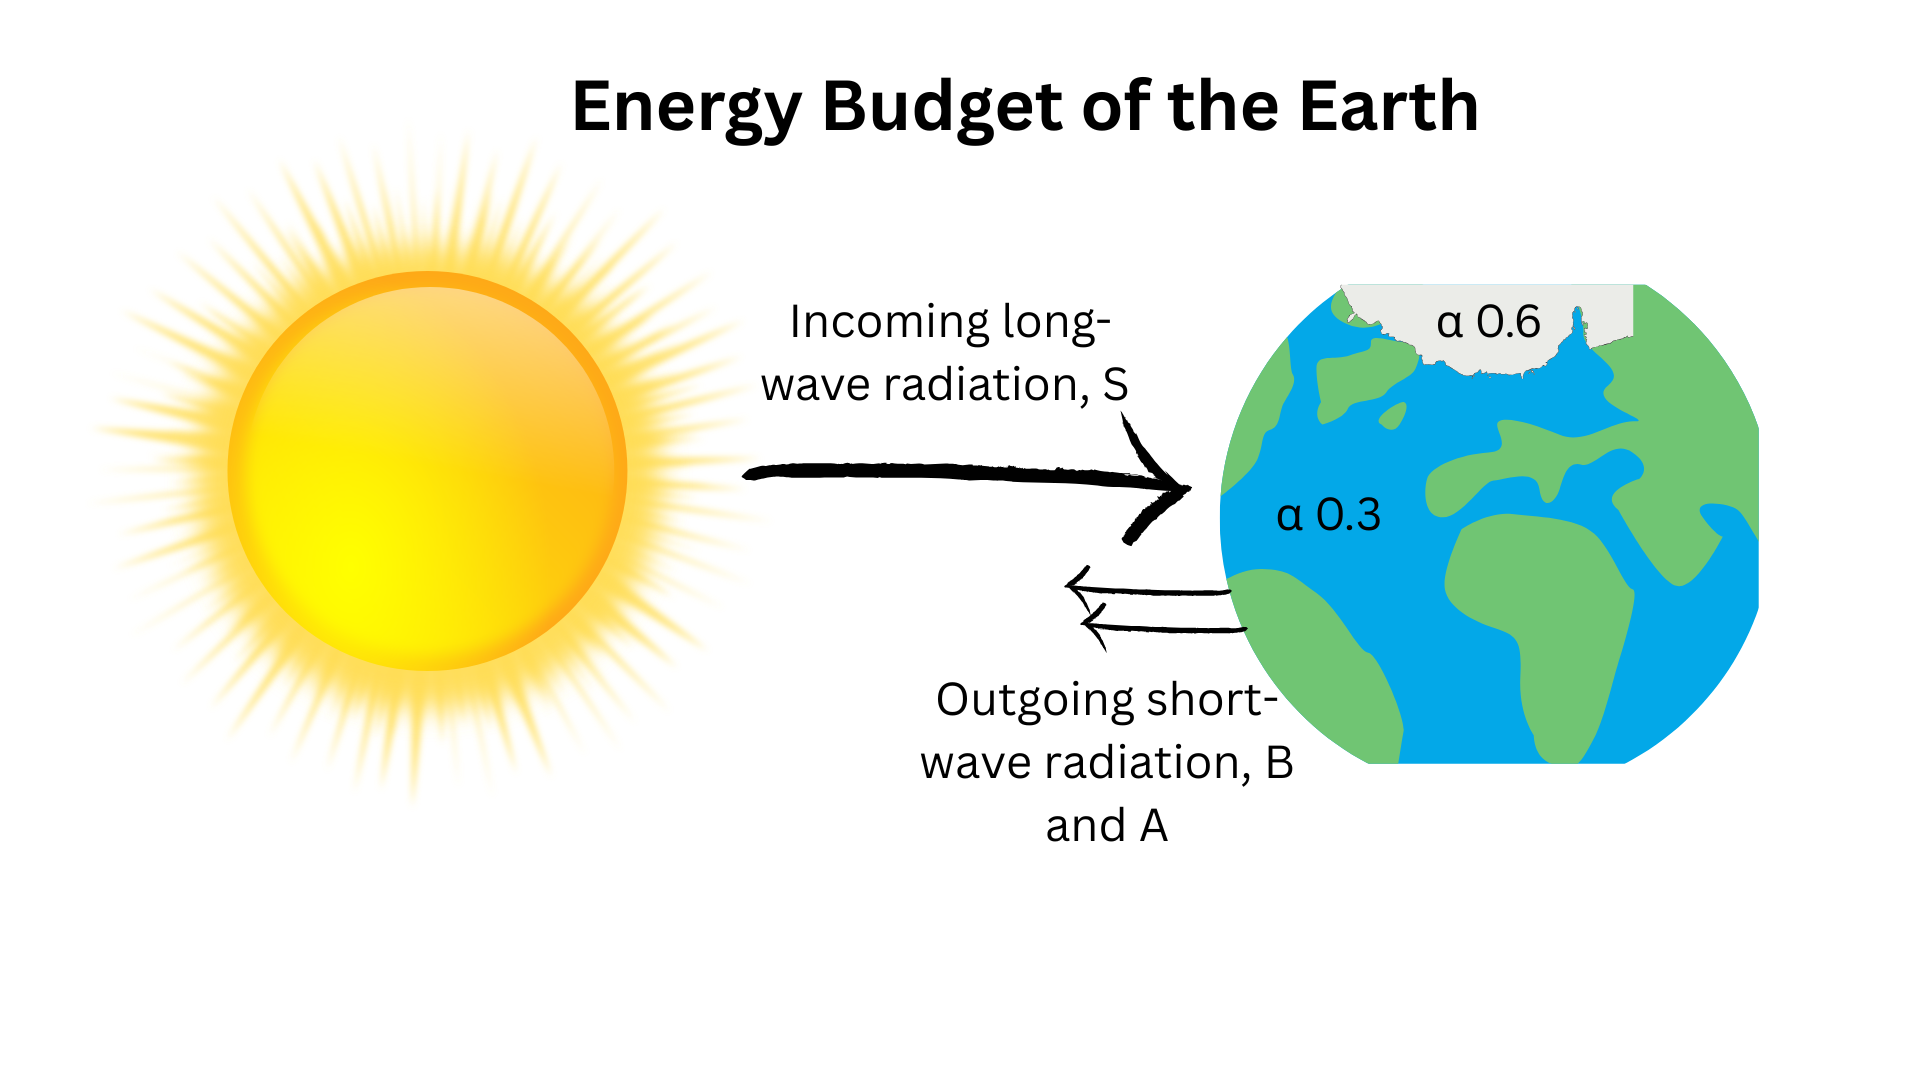 Energy Budget of the Earth
Incoming long-
wave radiation, S
α 0.6
α 0.3
Outgoing short-
wave radiation, B
and A